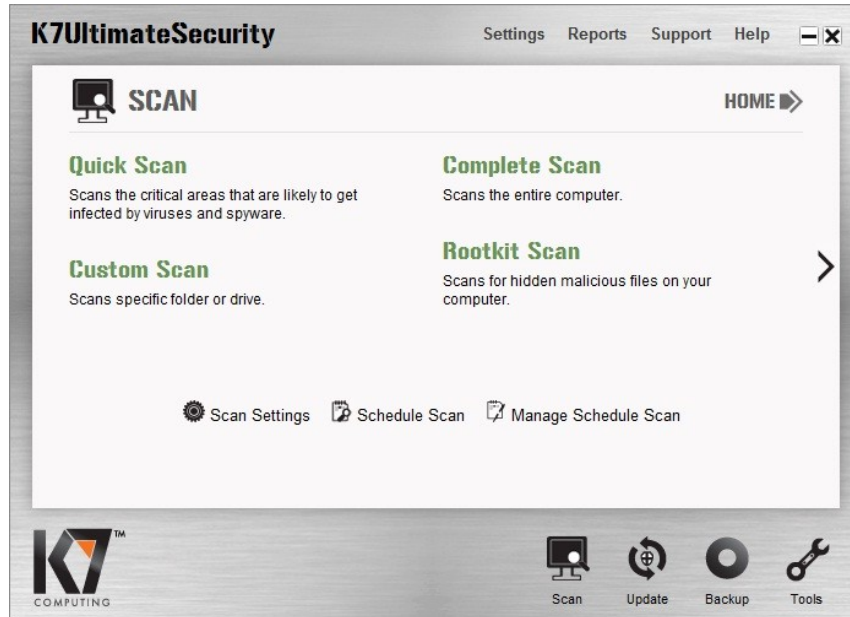 K7UltimateSecurity
Settings Reports Support Help
SCAN
HOME
Quick Scan
Scans the critical areas that are likely to get
infected by viruses and spyware.
Complete Scan
Scans the entire computer.
Custom Scan
Scans specific folder or drive.
Rootkit Scan
Scans for hidden malicious files on your
computer.
Scan Settings
Schedule Scan
Manage Schedule Scan
K7 TM
COMPUTING
Scan
Update
Backup
Tools